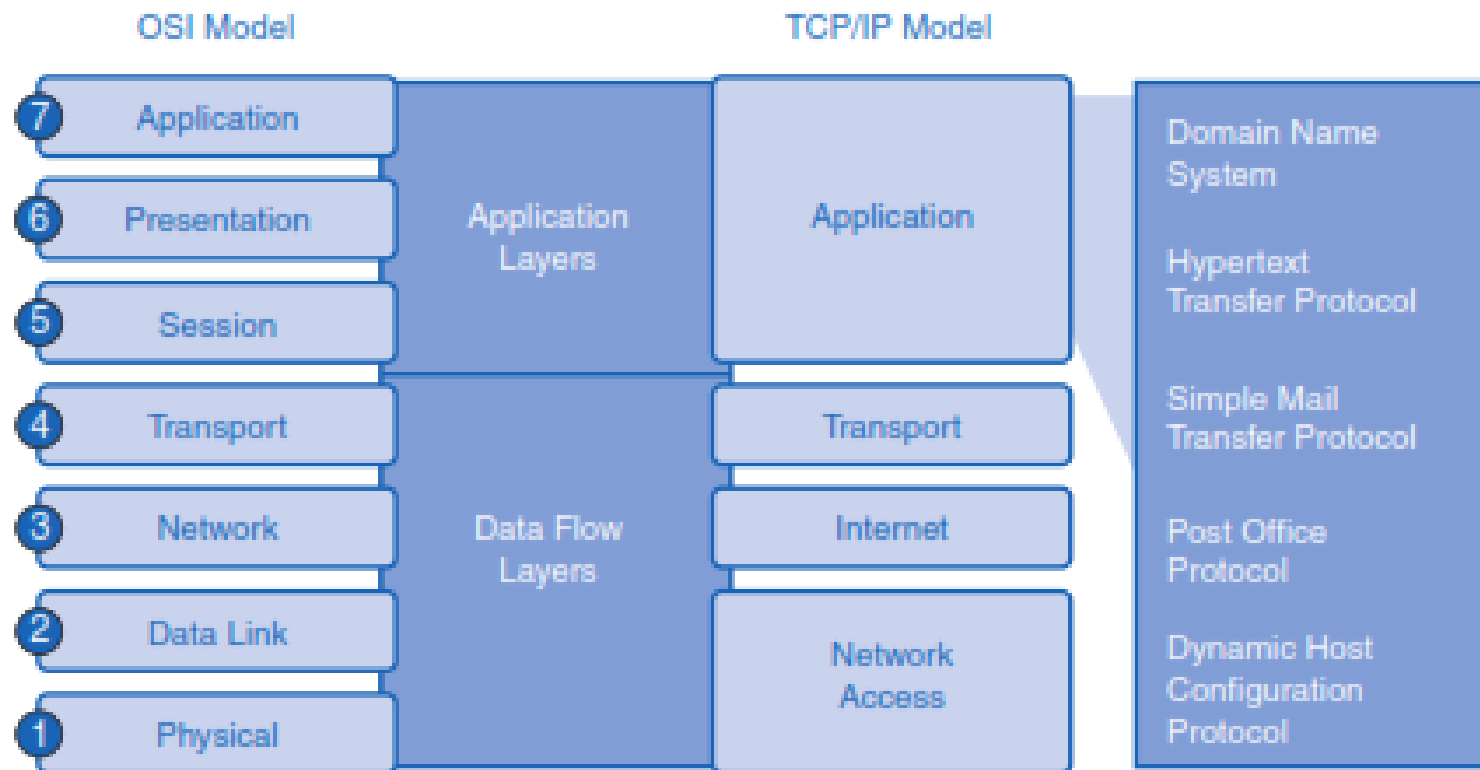 OSI Model
TCP/IP Model
7
Application
6
Presentation
5
Session
4
Transport
3
Network
2
Data Link
1
Physical
Application
Layers
Data Flow
Layers
Application
Transport
Internet
Network
Access
Domain Name
System
Hypertext
Transfer Protocol
Simple Mail
Transfer Protocol
Post Office
Protocol
Dynamic Host
Configuration
Protocol